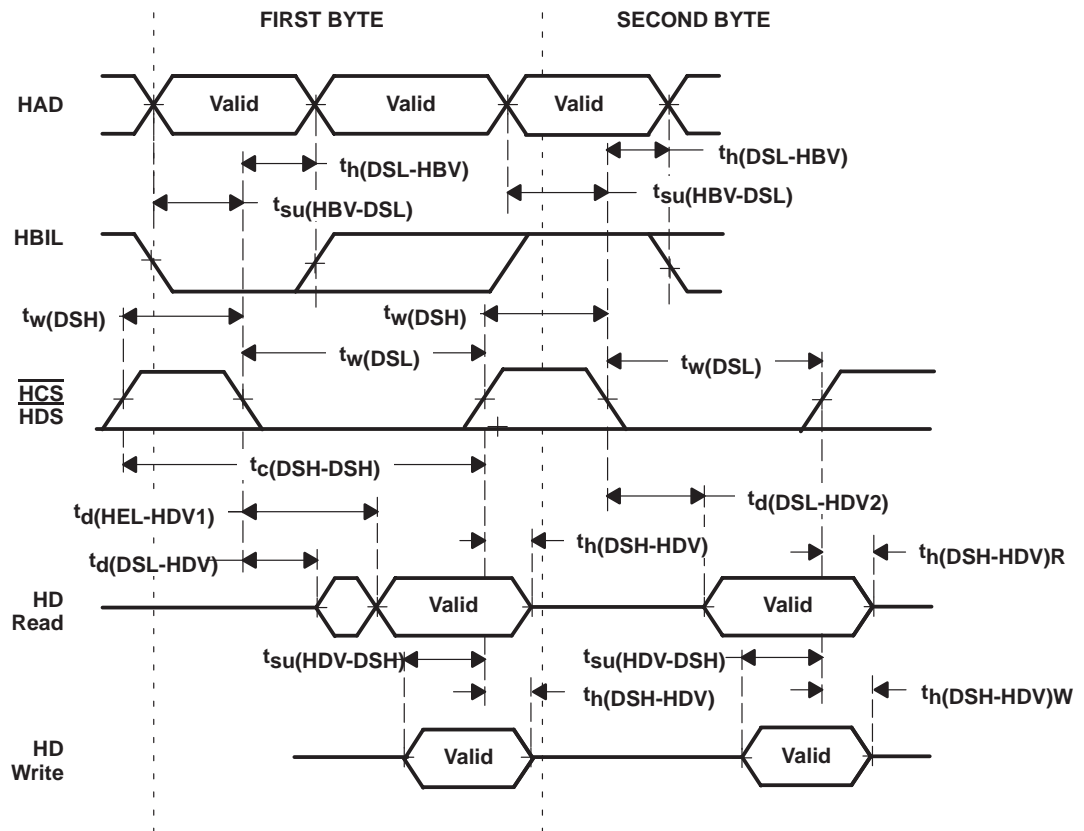 FIRST BYTE SECOND BYTE
HAD Valid Valid Valid
th(DSL-HBV) th(DSL-HBV)
tsu(HBV-DSL) tsu(HBV-DSL)
HBIL
tw(DSH) tw(DSH)
tw(DSL) tw(DSL)
HCS
HDS
tc(DSH-DSH)
td(HEL-HDV1) td(DSL-HDV2)
td(DSL-HDV) th(DSH-HDV) th(DSH-HDV)R
HD
Read Valid Valid
tsu(HDV-DSH) tsu(HDV-DSH)
th(DSH-HDV) th(DSH-HDV)W
HD
Write Valid Valid